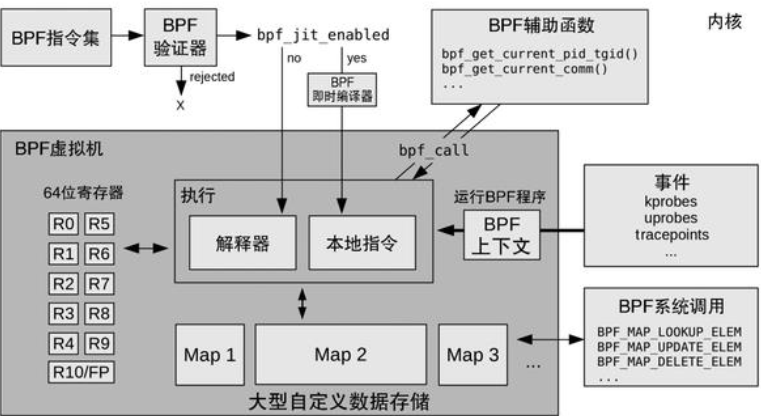 BPF指令集
BPF
验证器
rejected
X
bpf_jit_enabled
no
yes
BPF
即时编译器
BPF辅助函数
bpf_get_current_pid_tgid()
bpf_get_current_comm()
...
内核
bpf_call
BPF虚拟机
64位寄存器
R0 R5
R1 R6
R2 R7
R3 R8
R4 R9
R10/FP
执行
解释器
本地指令
运行BPF程序
BPF
上下文
事件
kprobes
uprobes
tracepoints
...
Map 1
Map 2
Map 3
...
大型自定义数据存储
BPF系统调用
BPF_MAP_LOOKUP_ELEM
BPF_MAP_UPDATE_ELEM
BPF_MAP_DELETE_ELEM
...